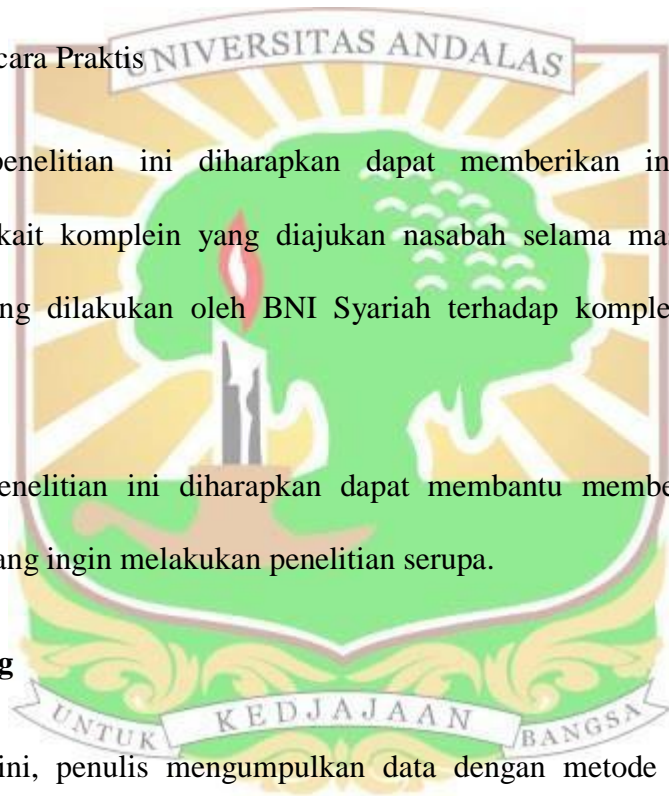 cara Praktis
UNIVERSITAS ANDALAS
penelitian ini diharapkan dapat memberikan in
kait komplein yang diajukan nasabah selama mas
ng dilakukan oleh BNI Syariah terhadap komple
enelitian ini diharapkan dapat membantu membe
ang ingin melakukan penelitian serupa.
g
UNTUK KEDJAJAAN BANGSA
ini, penulis mengumpulkan data dengan metode